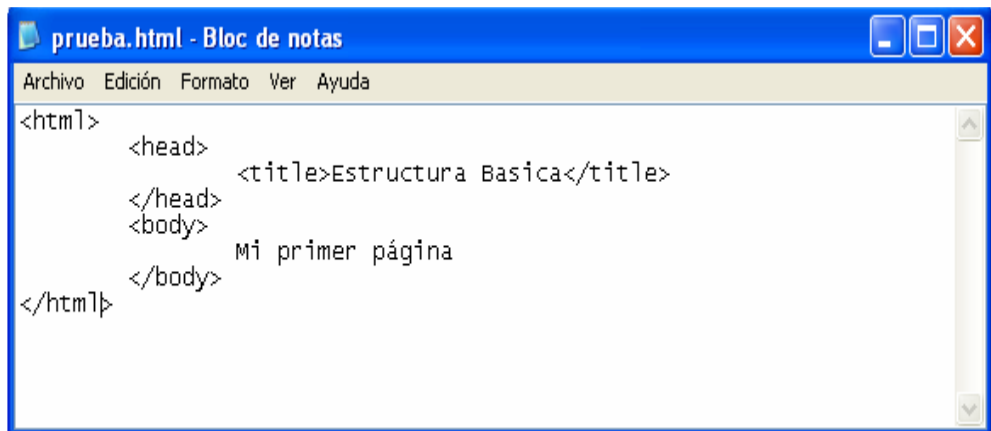 prueba.html - Bloc de notas
Archivo Edición Formato Ver Ayuda
<html>
<head>
<title>Estructura Basica</title>
</head>
<body>
Mi primer página
</body>
</html>